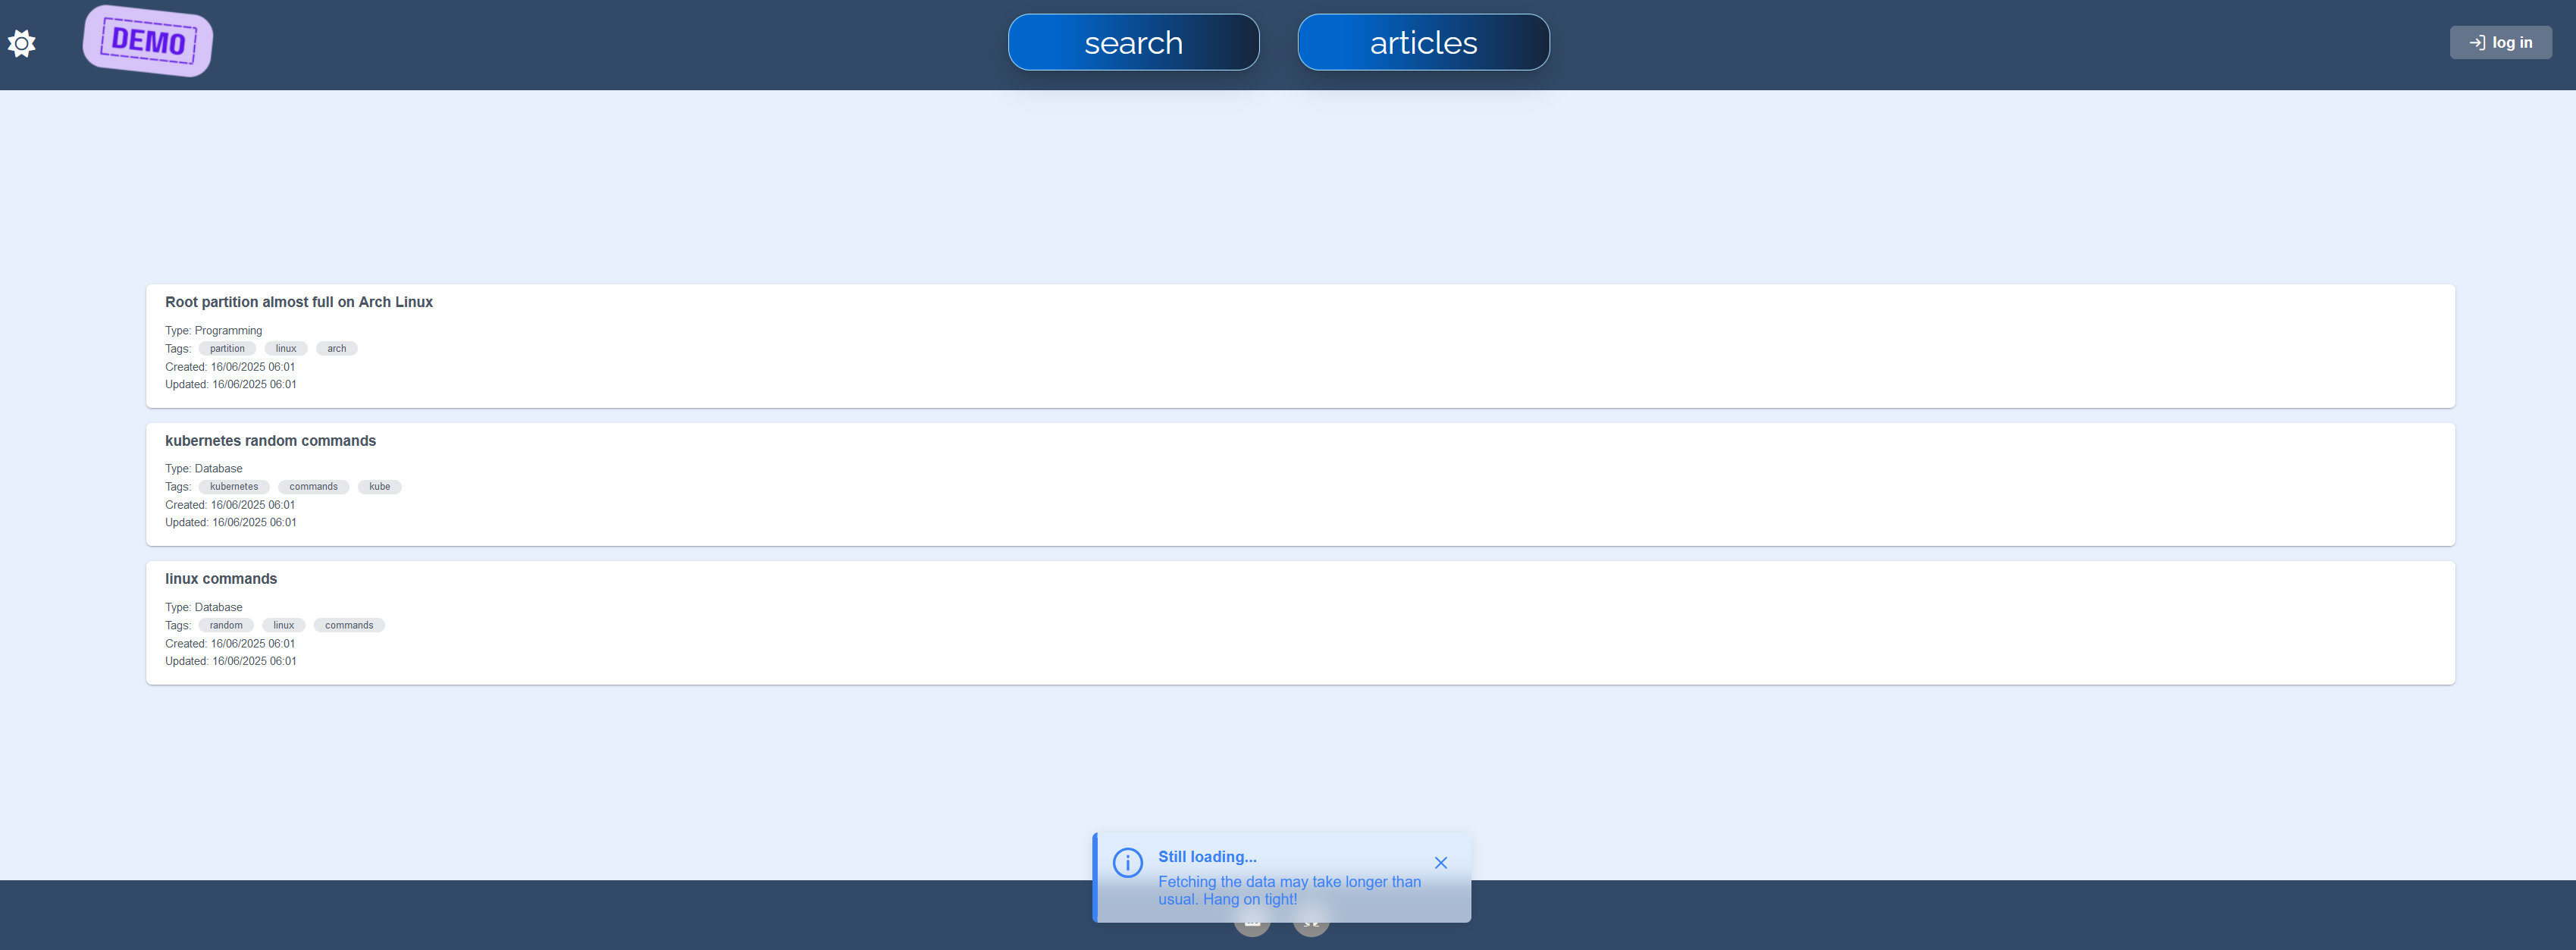 DEMO
search
articles
log in
Root partition almost full on Arch Linux
Type: Programming
Tags: partition linux arch
Created: 16/06/2025 06:01
Updated: 16/06/2025 06:01
kubernetes random commands
Type: Database
Tags: kubernetes commands kube
Created: 16/06/2025 06:01
Updated: 16/06/2025 06:01
linux commands
Type: Database
Tags: random linux commands
Created: 16/06/2025 06:01
Updated: 16/06/2025 06:01
Still loading...
Fetching the data may take longer than
usual. Hang on tight!